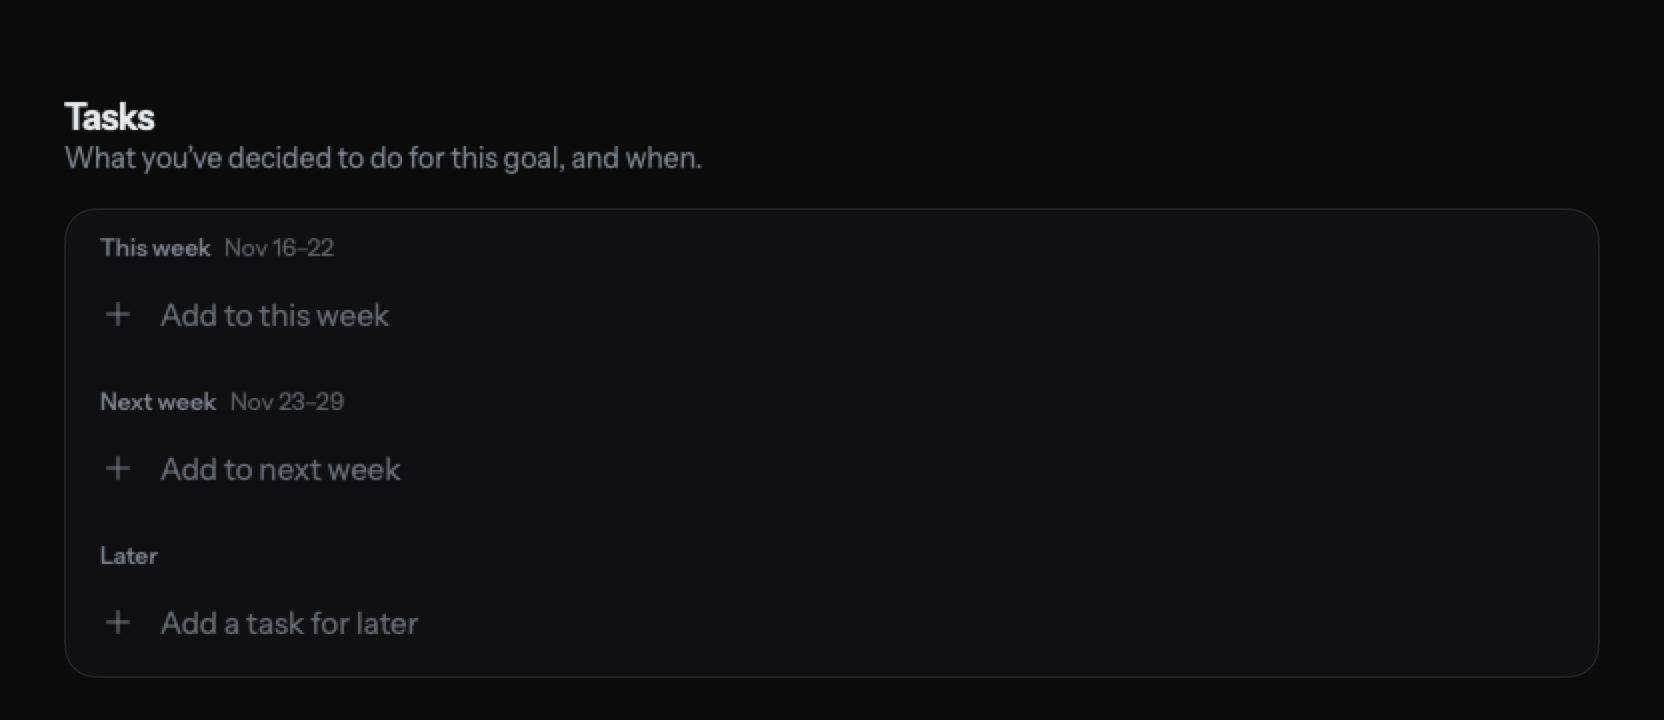 Tasks
What you've decided to do for this goal, and when.
This week Nov 16–22
Add to this week
Next week Nov 23–29
Add to next week
Later
Add a task for later